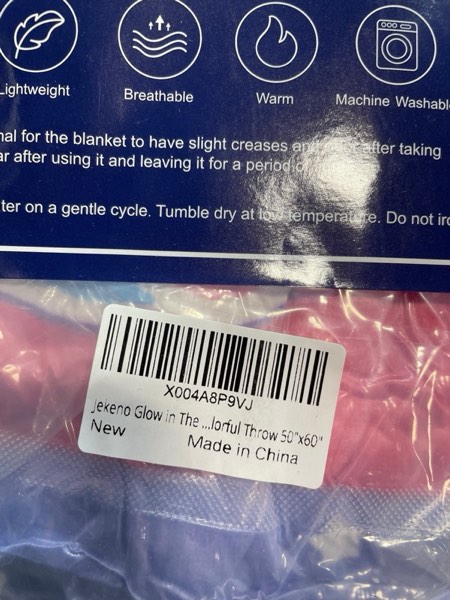 Lightweight Breathable Warm Machine Washabl
nal for the blanket to have slight creases after taking
ar after using it and leaving it for a period of
ter on a gentle cycle. Tumble dry at low temperature. Do not iro
X004A8P9VJ
Jekeno Glow in The ...lorful Throw 50"x60"
New
Made in China